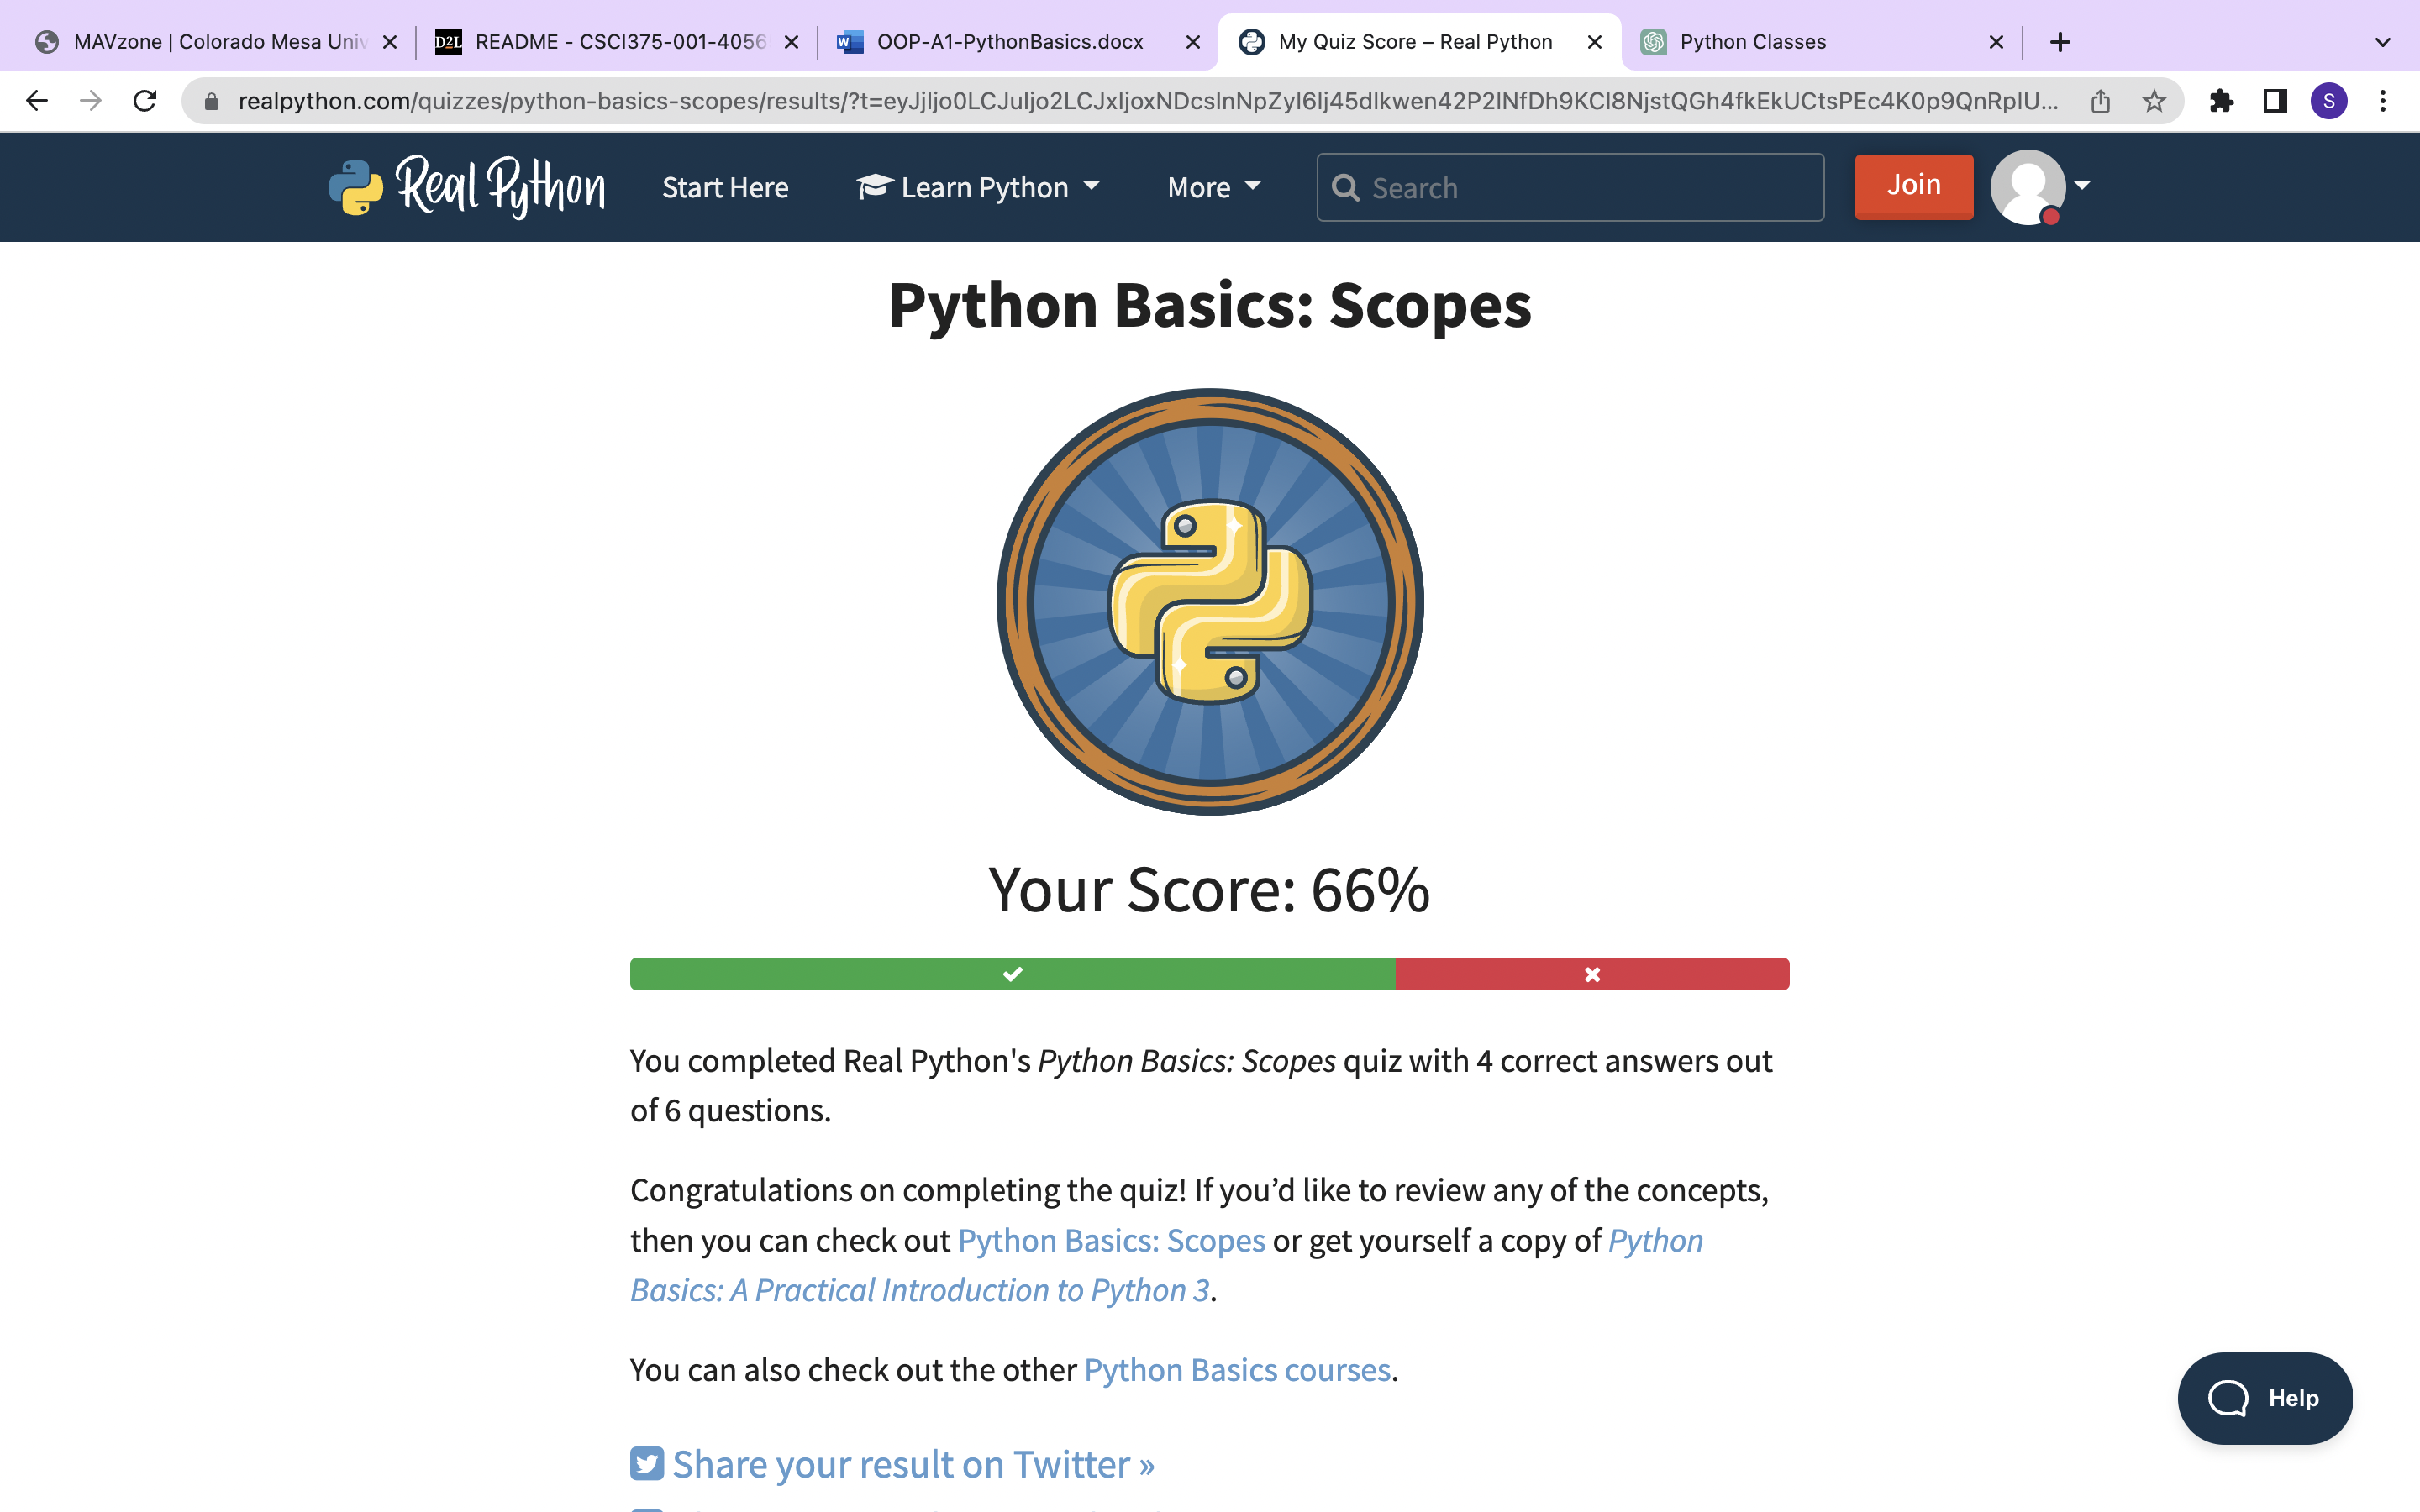 MAVzone | Colorado Mesa Univ
D2L README - CSCI375-001-4056
W OOP-A1-PythonBasics.docx
My Quiz Score – Real Python
Python Classes
realpython.com/quizzes/python-basics-scopes/results/?t=
S
Real Python
Start Here
Learn Python
More
Search
Join
Python Basics: Scopes
Your Score: 66%
You completed Real Python's Python Basics: Scopes quiz with 4 correct answers out
of 6 questions.
Congratulations on completing the quiz! If you’d like to review any of the concepts,
then you can check out Python Basics: Scopes or get yourself a copy of Python
Basics: A Practical Introduction to Python 3.
You can also check out the other Python Basics courses.
Help
Share your result on Twitter »